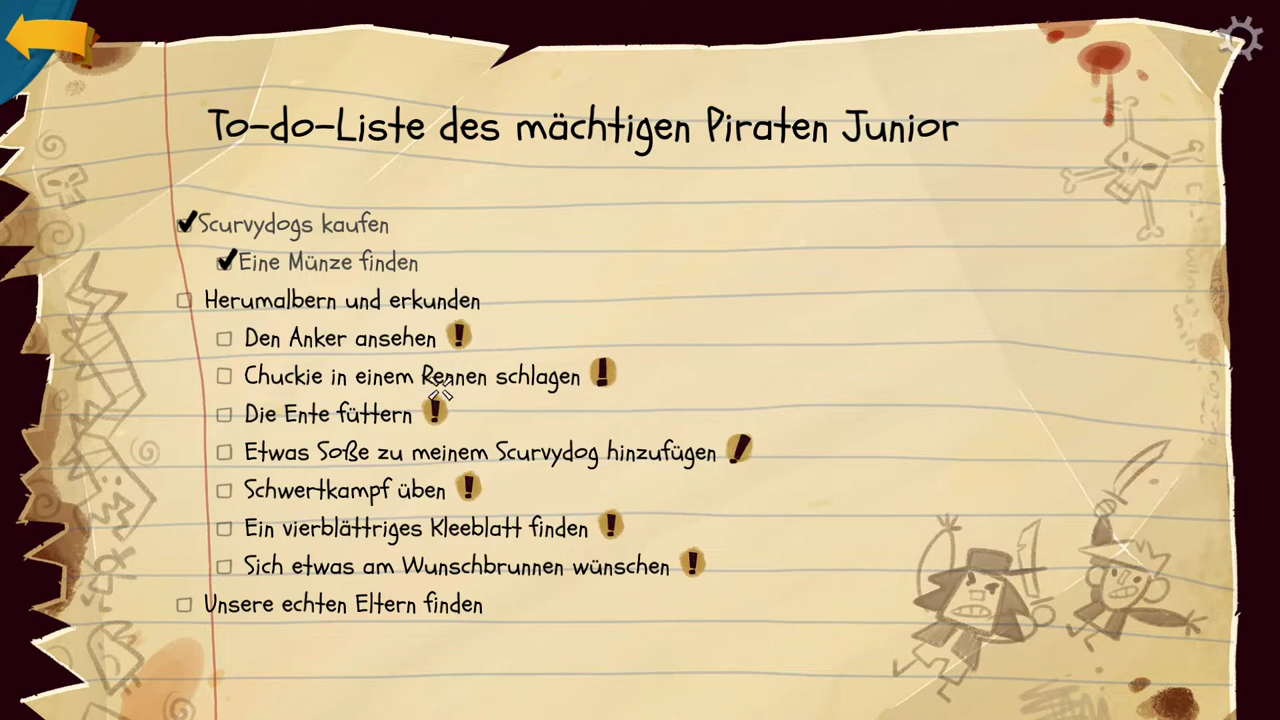 To-do-Liste des mächtigen Piraten Junior
Scurvydogs kaufen
Eine Münze finden
Herumalbern und erkunden
Den Anker ansehen !
Chuckie in einem Rennen schlagen !
Die Ente füttern !
Etwas Soße zu meinem Scurvydog hinzufügen !
Schwertkampf üben !
Ein vierblättriges Kleeblatt finden !
Sich etwas am Wunschbrunnen wünschen !
Unsere echten Eltern finden